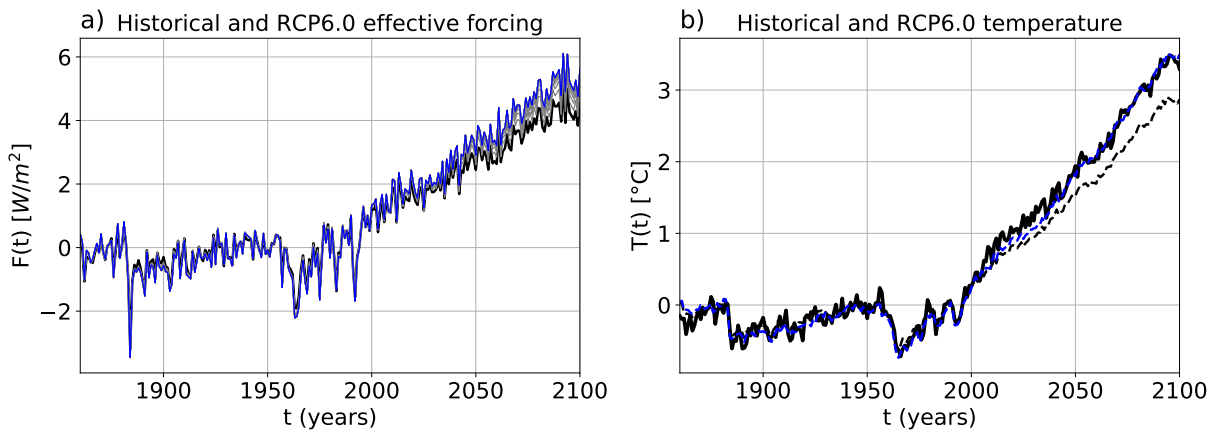 a) Historical and RCP6.0 effective forcing
F(t) [W/m²]
6
4
2
0
−2
1900 1950 2000 2050 2100
t (years)
b) Historical and RCP6.0 temperature
T(t) [°C]
3
2
1
0
1900 1950 2000 2050 2100
t (years)